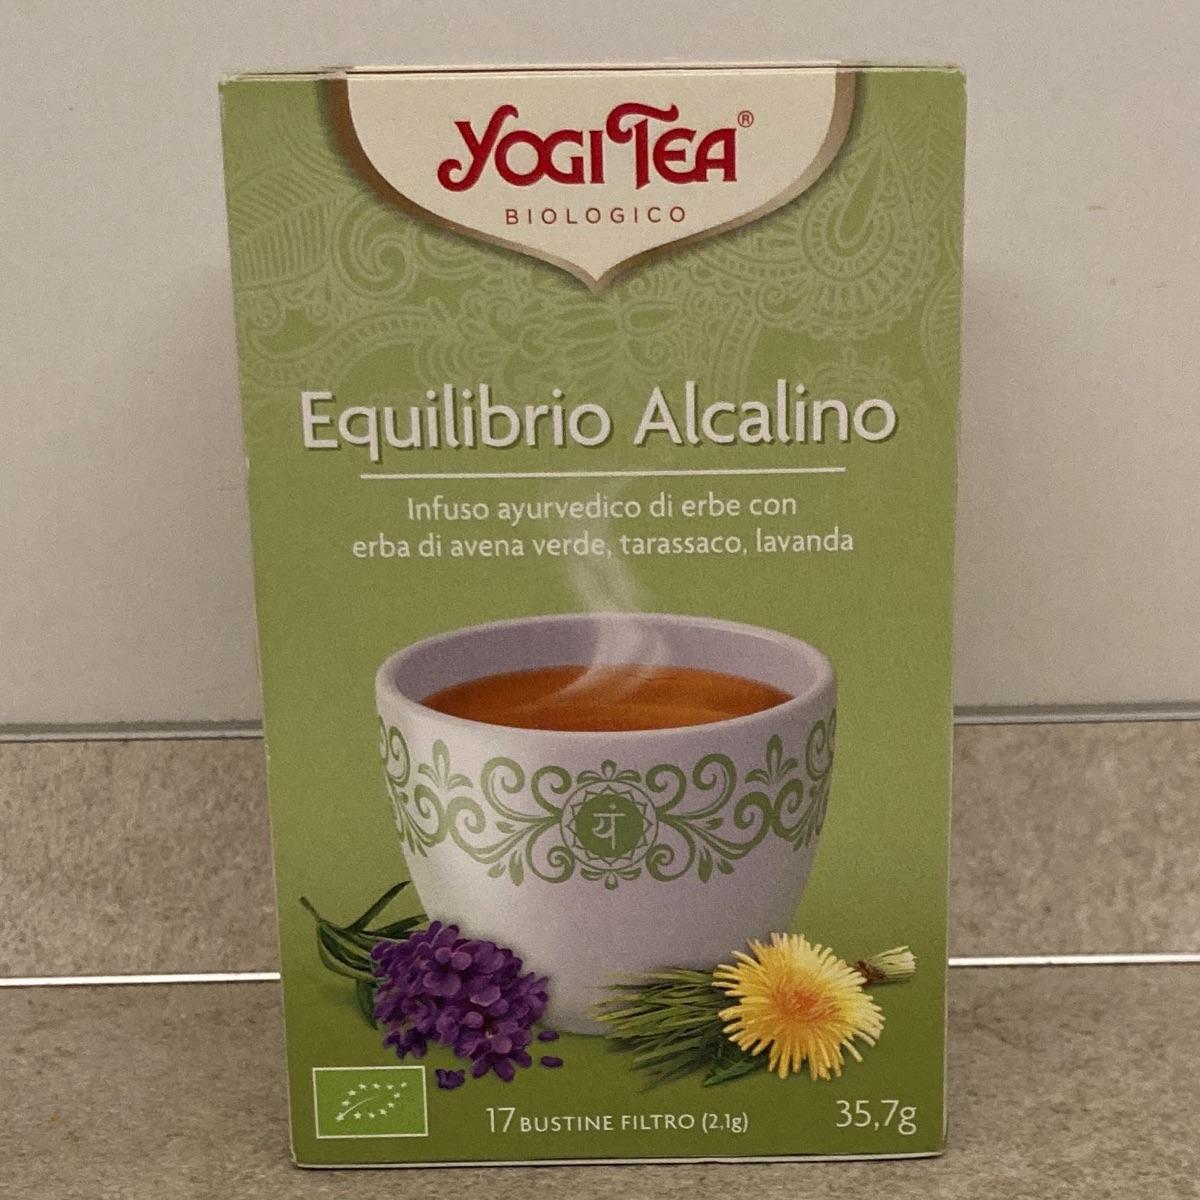 YOGI TEA®
BIOLOGICO
Equilibrio Alcalino
Infuso ayurvedico di erbe con
erba di avena verde, tarassaco, lavanda
यं
17 BUSTINE FILTRO (2,1g)
35,7g